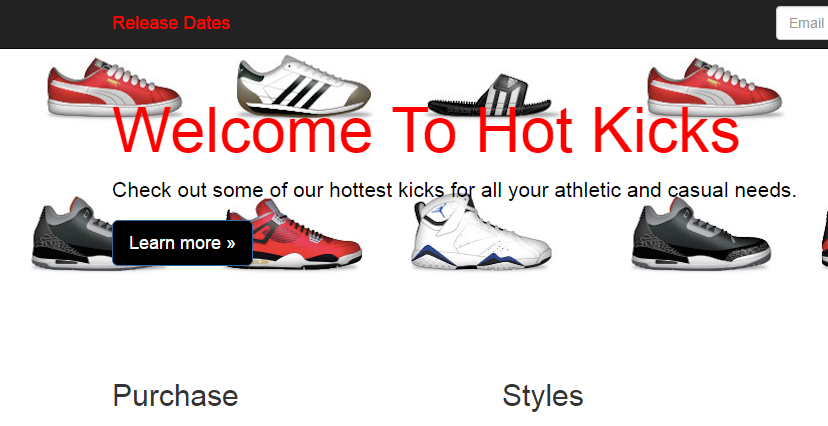 Release Dates
Email
Welcome To Hot Kicks
Check out some of our hottest kicks for all your athletic and casual needs.
Learn more »
Purchase
Styles